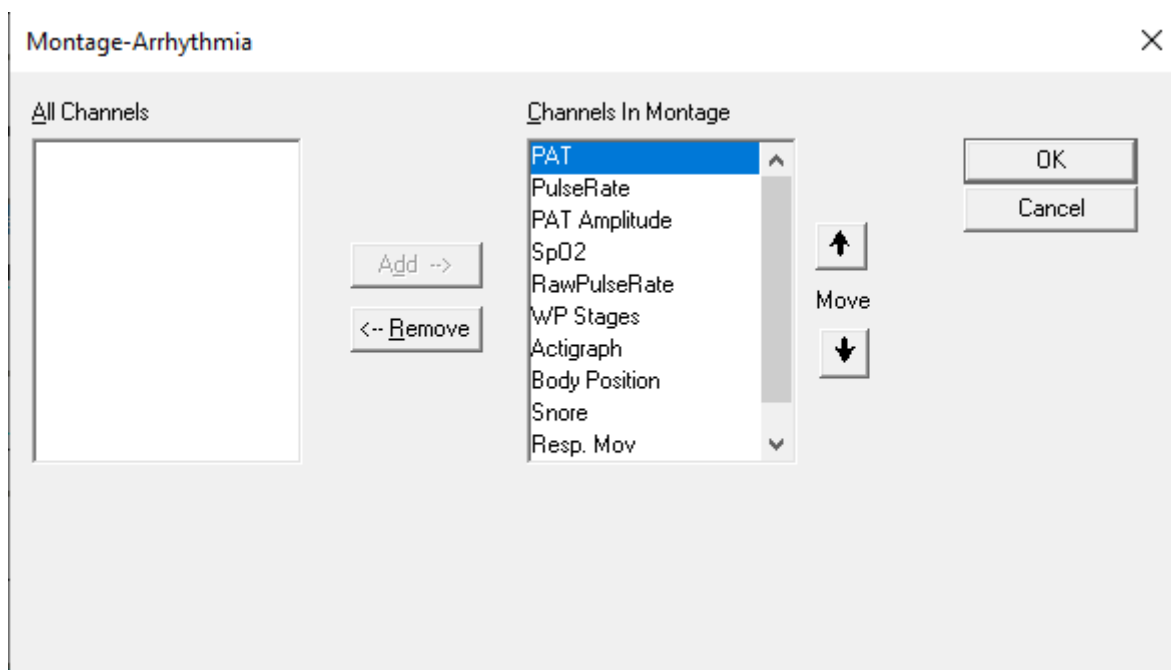 Montage-Arrhythmia
All Channels
Channels In Montage
PAT
PulseRate
PAT Amplitude
SpO2
RawPulseRate
WP Stages
Actigraph
Body Position
Snore
Resp. Mov
Add -->
<-- Remove
Move
OK
Cancel